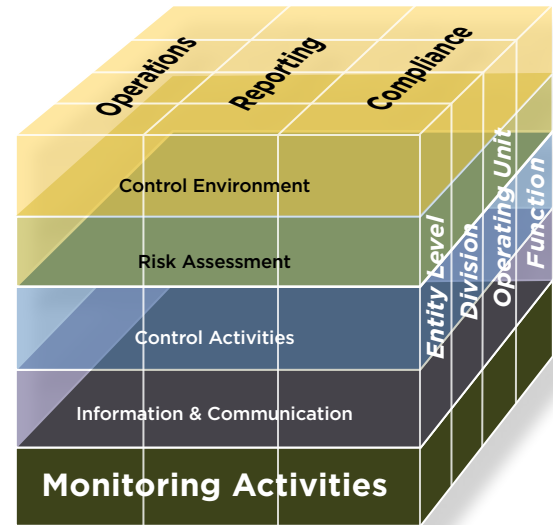 Operations
Reporting
Compliance
Control Environment
Risk Assessment
Control Activities
Information & Communication
Monitoring Activities
Entity Level
Division
Operating Unit
Function